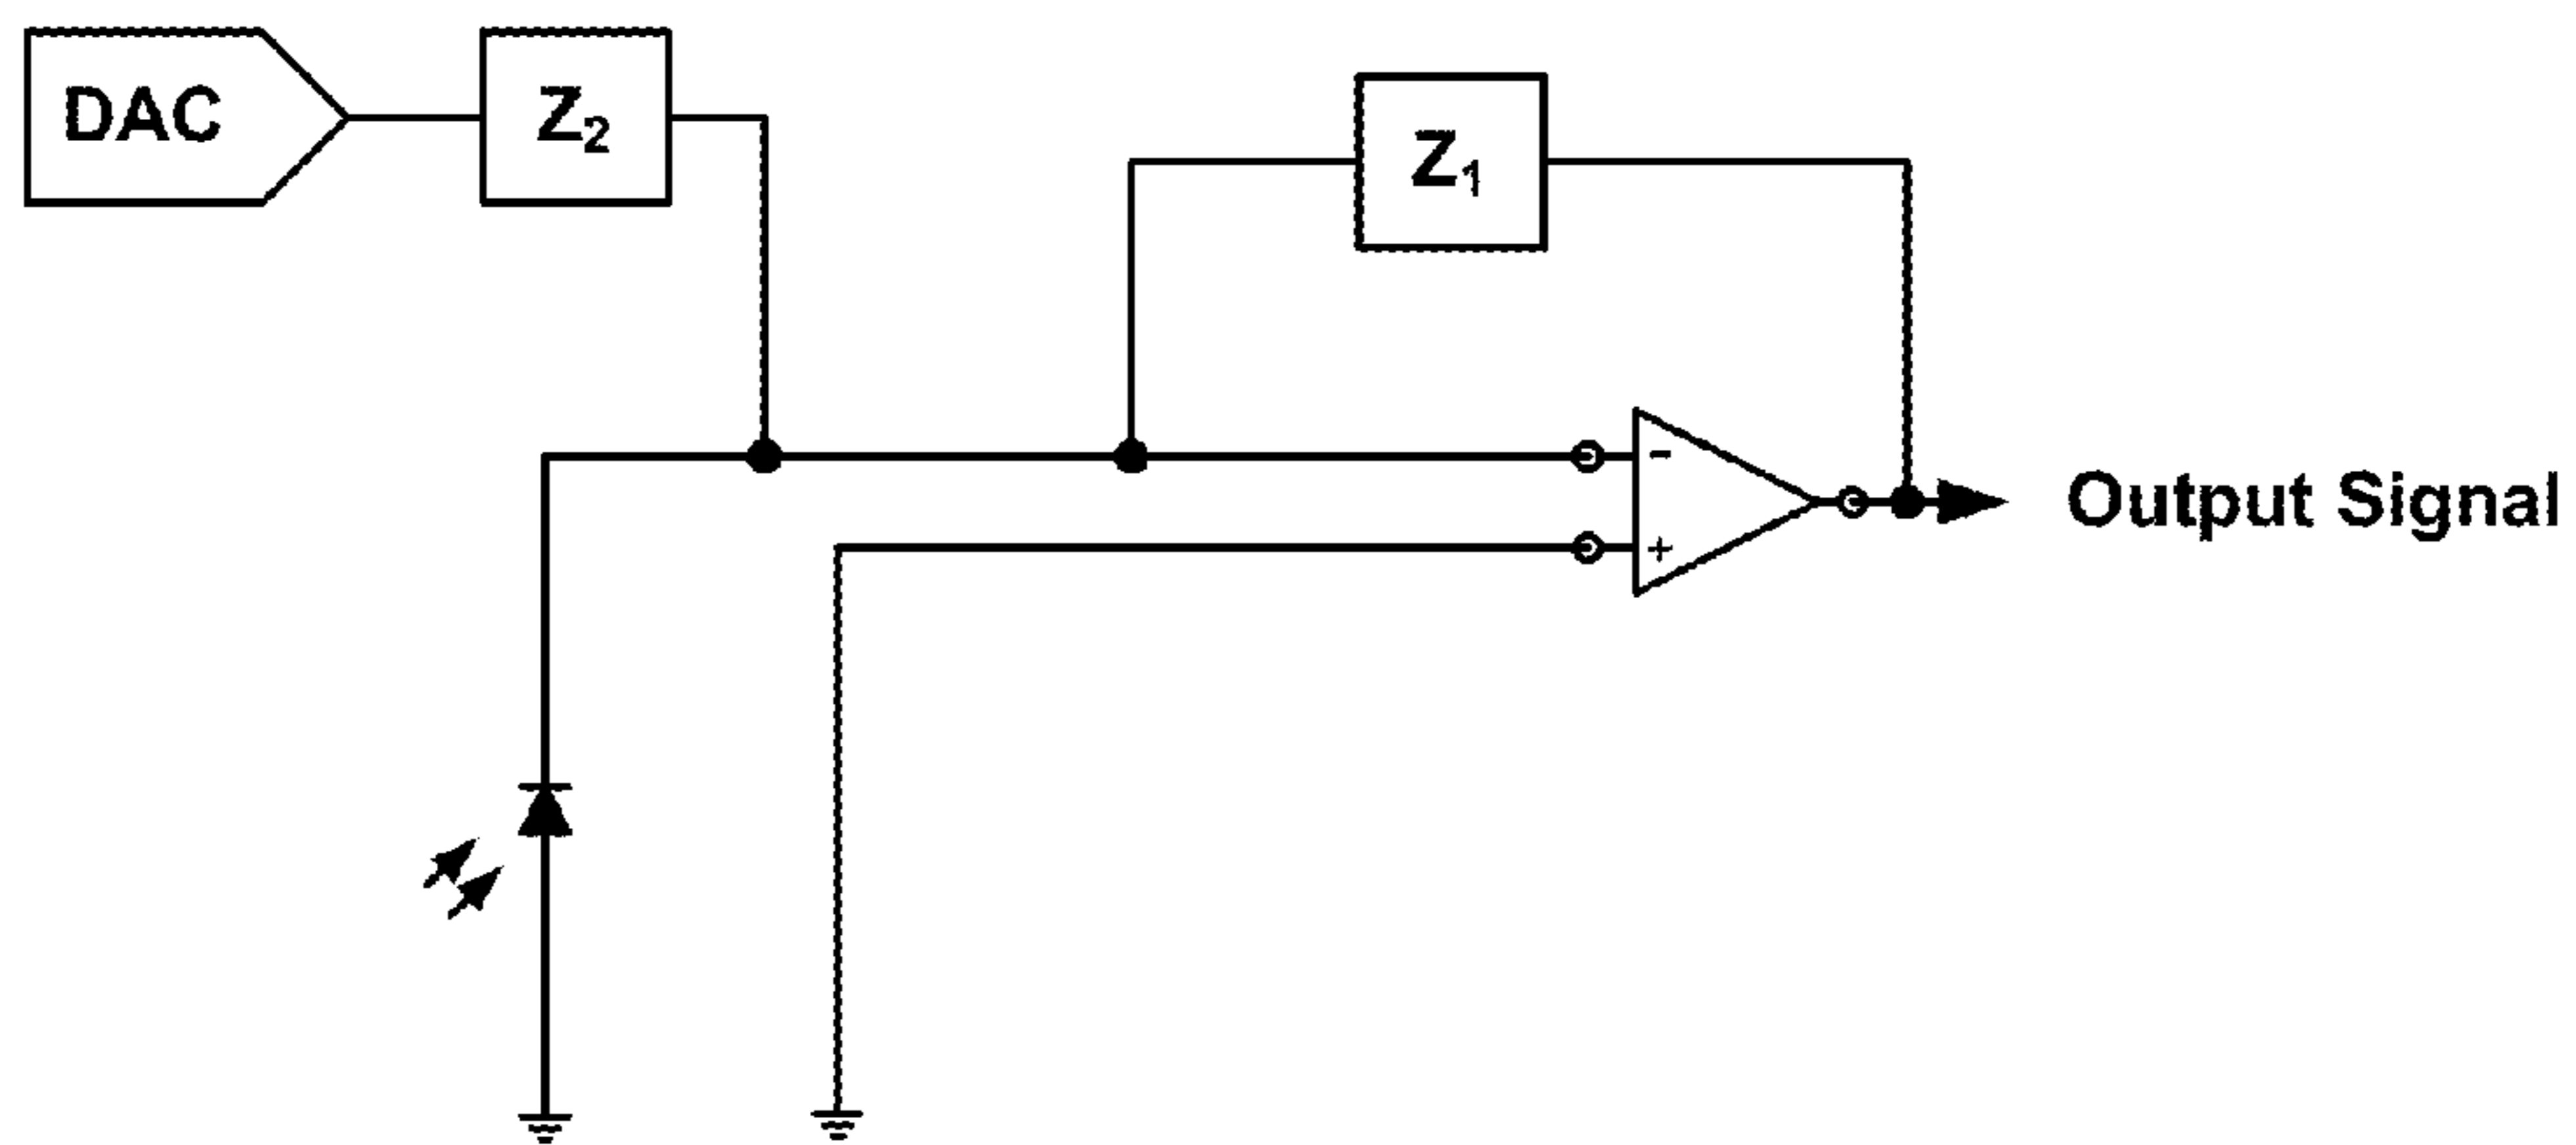 DAC
Z₂
Z₁
-
+
Output Signal